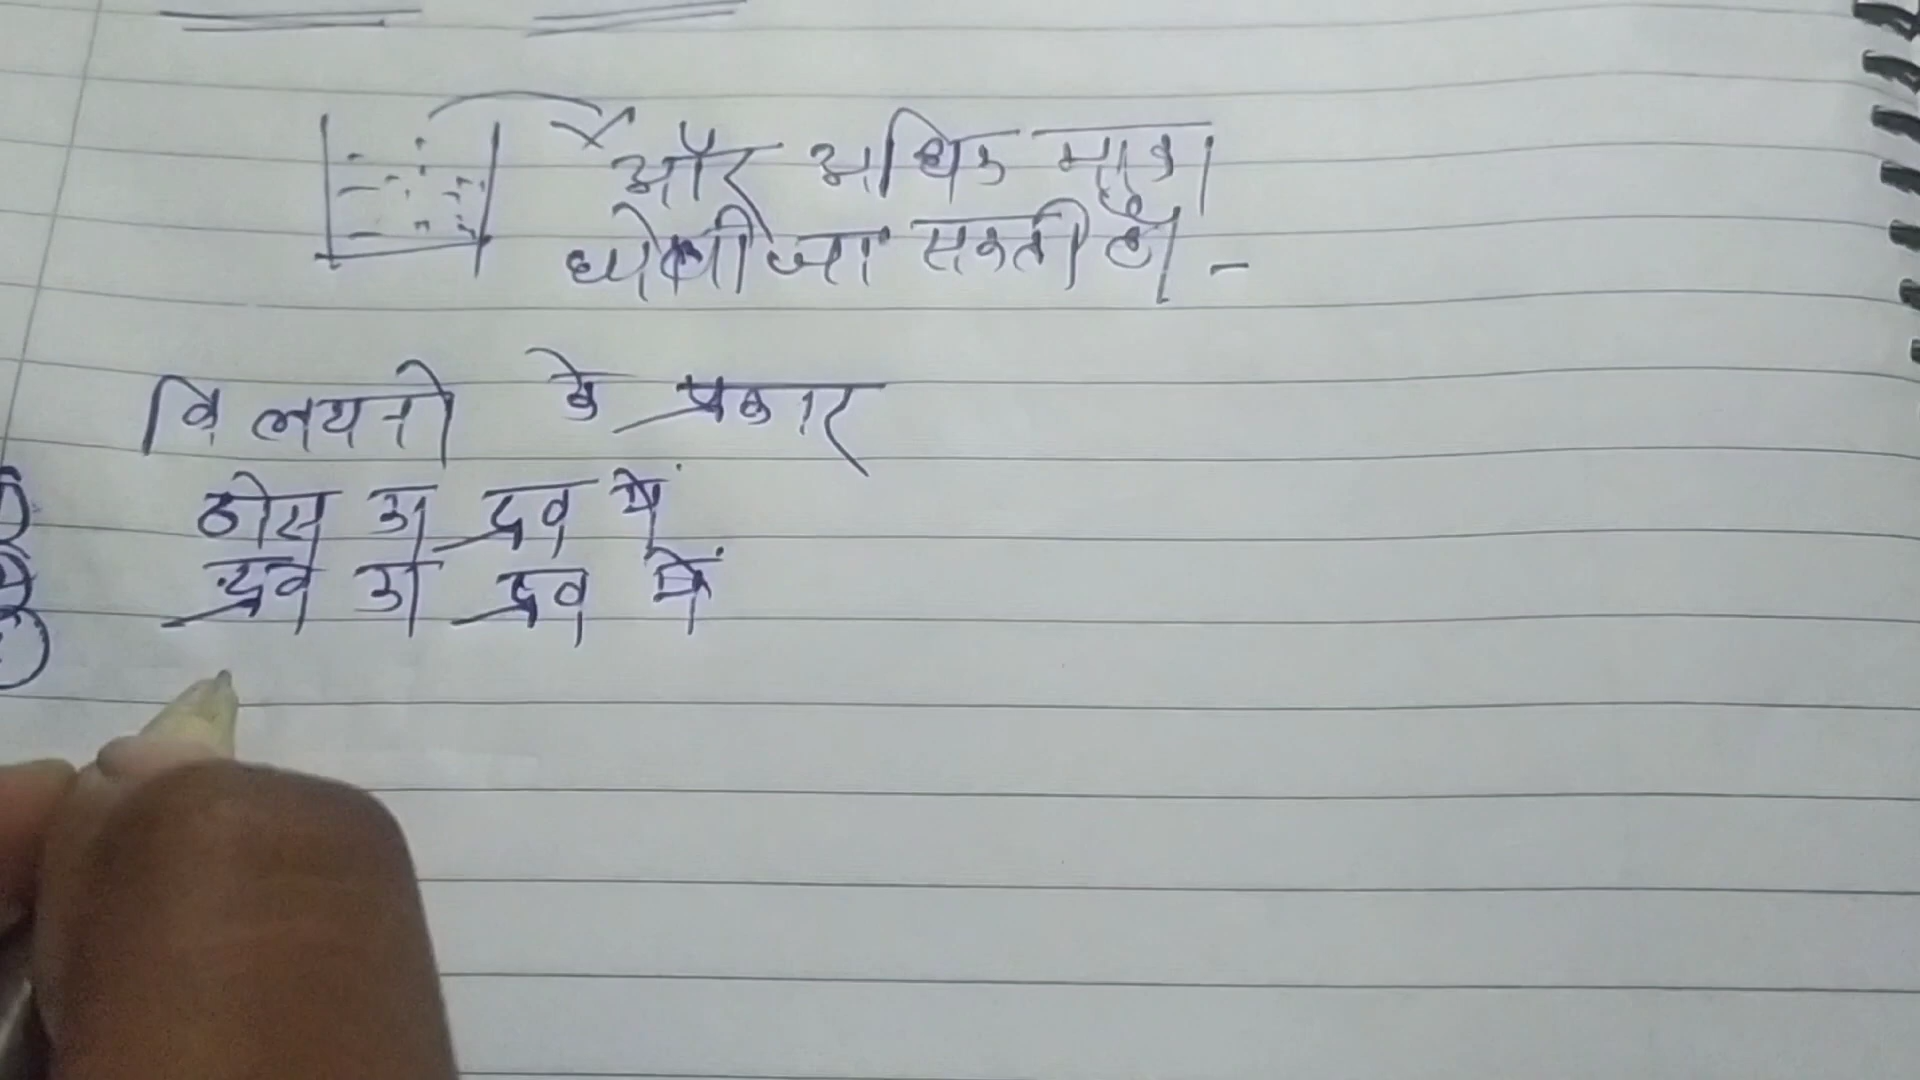 और अधिक मात्रा
घोली जा सकती है। -
विलयनो के प्रकार
ठोस का द्रव में
द्रव का द्रव में